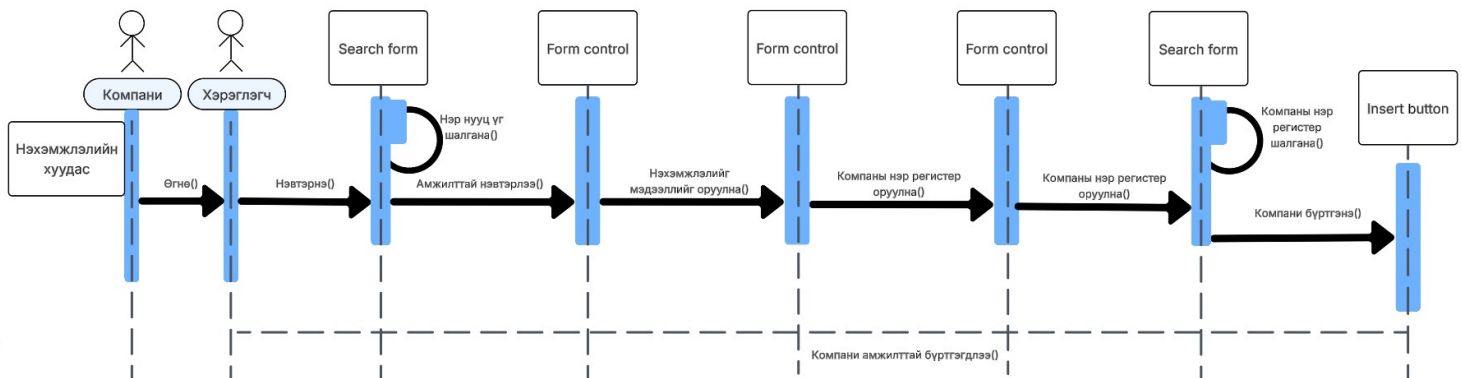 Search form
Form control
Form control
Form control
Search form
Компани
Хэрэглэгч
Insert button
Нэхэмжлэлийн
хуудас
Нэр нууц үг
шалгана()
Компаны нэр
регистер
шалгана()
Өгнө()
Нэвтэрнэ()
Амжилттай нэвтэрлээ()
Нэхэмжлэлийг
мэдээллийг оруулна()
Компаны нэр регистер
оруулна()
Компаны нэр регистер
оруулна()
Компани бүртгэнэ()
Компани амжилттай бүртгэгдлээ()